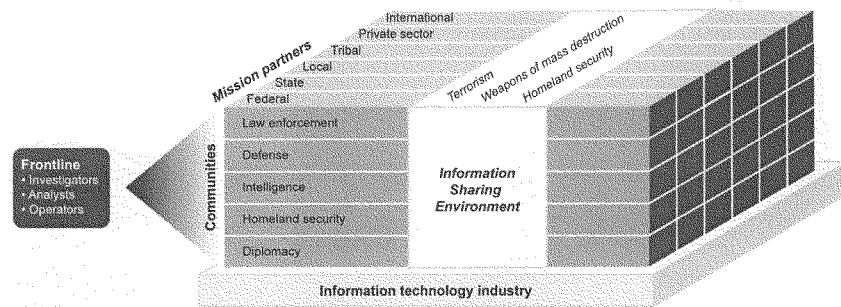 International
Private sector
Tribal
Local
State
Federal
Mission partners
Terrorism
Weapons of mass destruction
Homeland security
Communities
Law enforcement
Defense
Intelligence
Homeland security
Diplomacy
Information
Sharing
Environment
Frontline
• Investigators
• Analysts
• Operators
Information technology industry